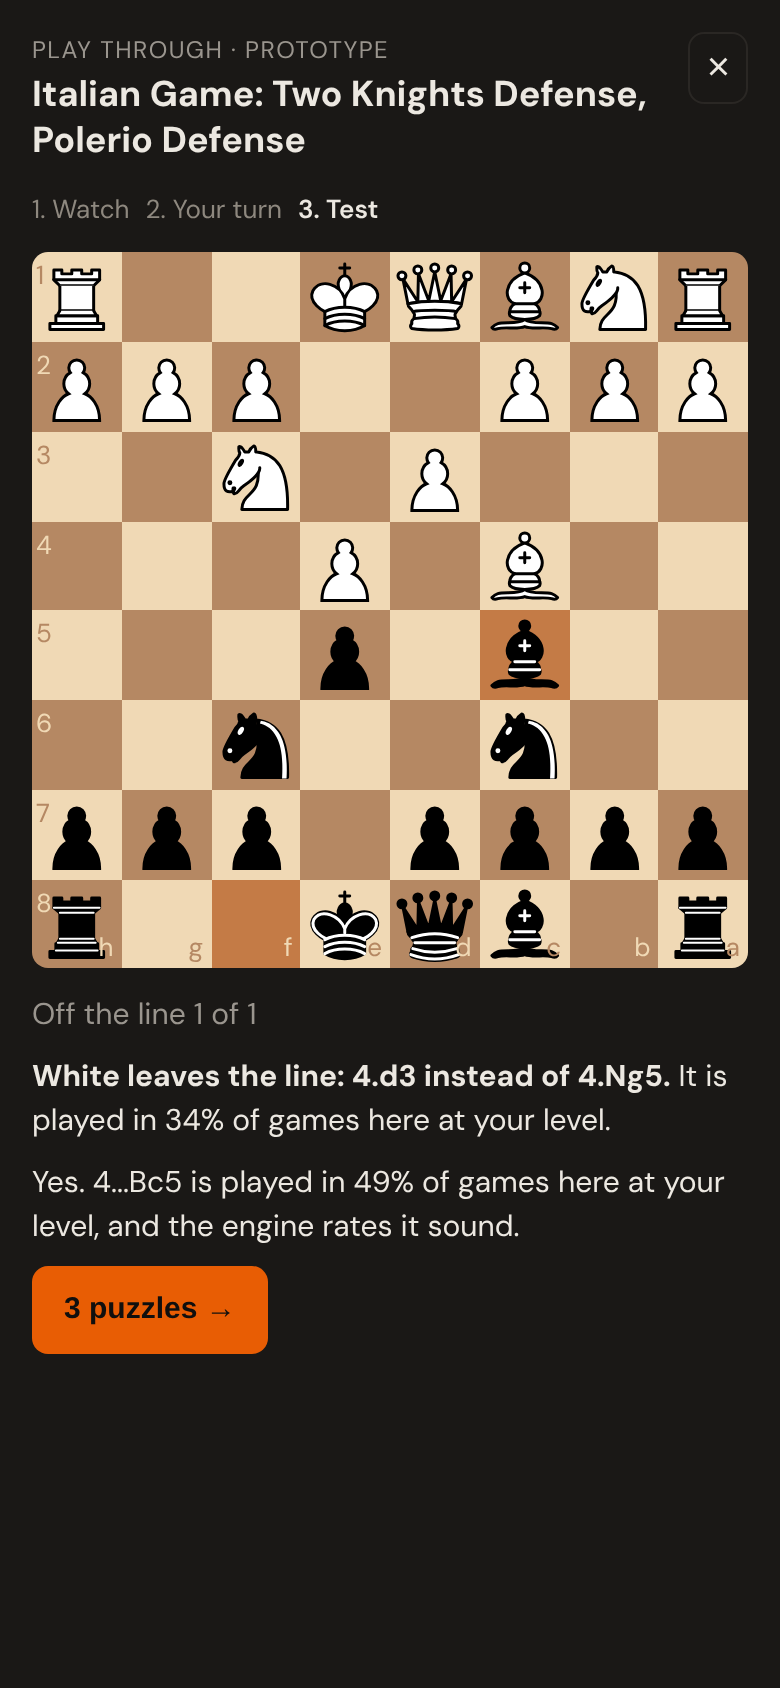 PLAY THROUGH · PROTOTYPE
Italian Game: Two Knights Defense,
Polerio Defense
×
1. Watch 2. Your turn 3. Test
1
2
3
4
5
6
7
8
h g f e d c b a
Off the line 1 of 1
White leaves the line: 4.d3 instead of 4.Ng5. It is
played in 34% of games here at your level.
Yes. 4...Bc5 is played in 49% of games here at your
level, and the engine rates it sound.
3 puzzles →